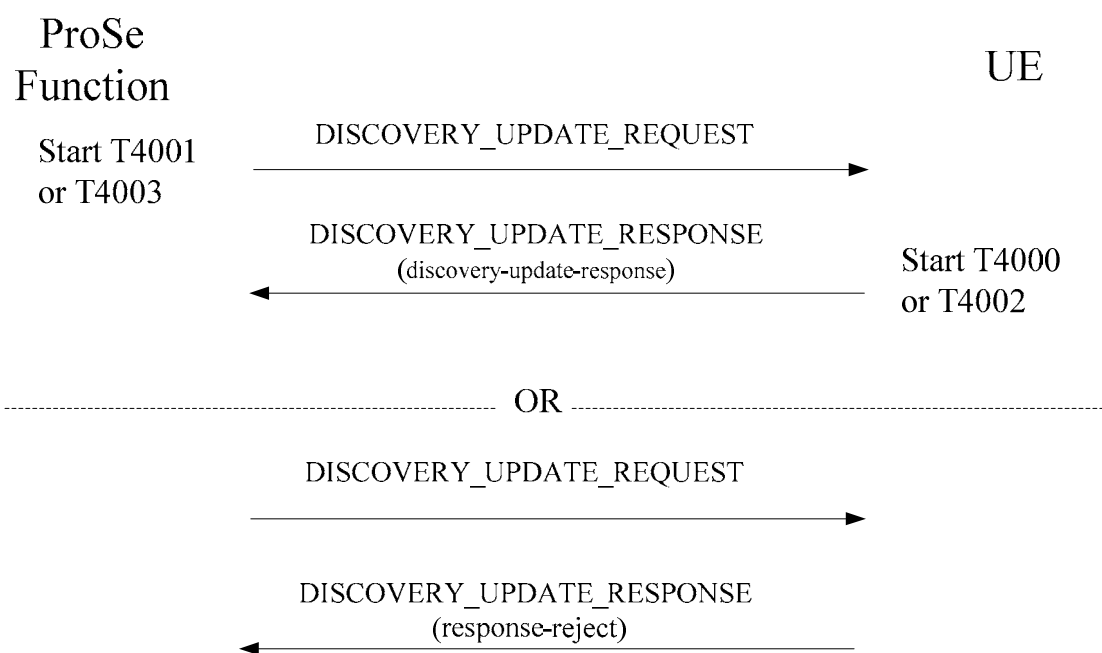 ProSe
Function
UE
Start T4001
or T4003
DISCOVERY_UPDATE_REQUEST
DISCOVERY_UPDATE_RESPONSE
(discovery-update-response)
Start T4000
or T4002
OR
DISCOVERY_UPDATE_REQUEST
DISCOVERY_UPDATE_RESPONSE
(response-reject)